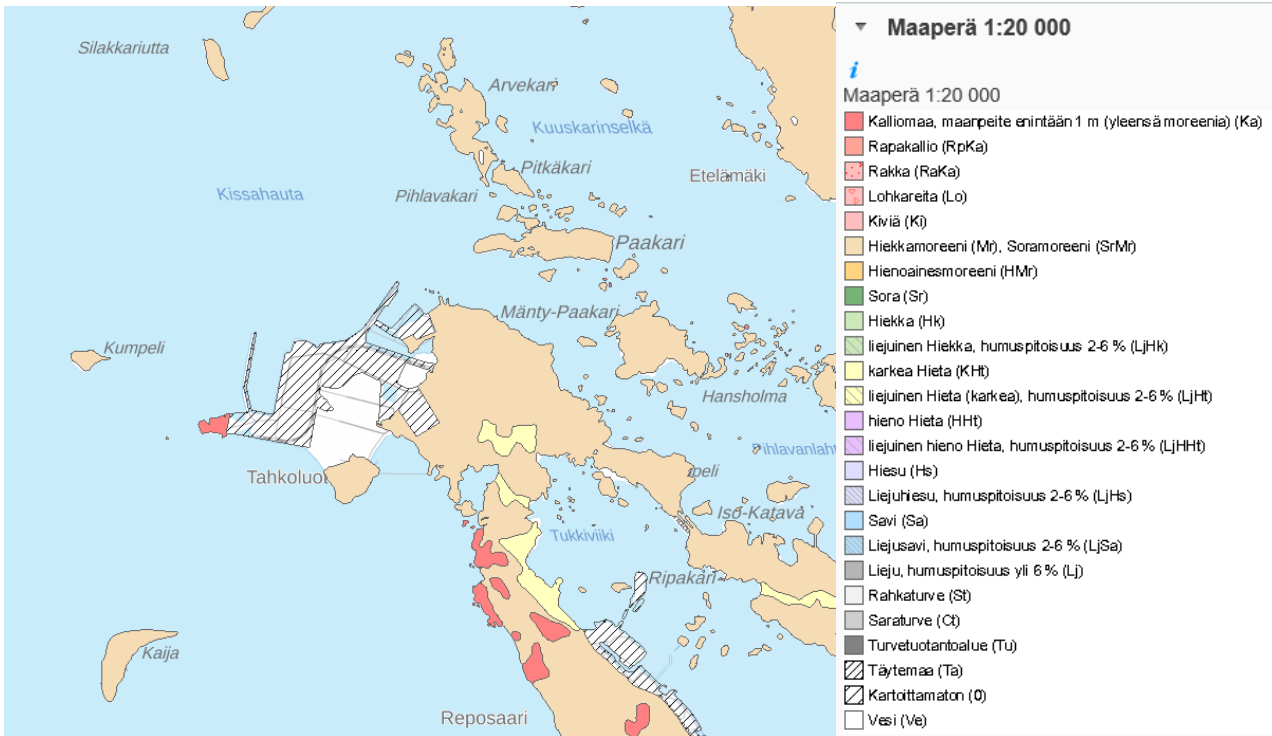 Silakkariutta
Arvekari
Kuuskarinselkä
Pitkäkari
Etelämäki
Kissahauta
Pihlavakari
Paakari
Mänty-Paakari
Kumpeli
Hansholma
Pihlavanlaht
Tahkoluot
peli
Iso-Katava
Tukkiviiki
Ripakari
Kaija
Reposaari
Maaperä 1:20 000
i
Maaperä 1:20 000
Kalliomaa, maanpeite enintään 1 m (yleensä moreenia) (Ka)
Rapakallio (RpKa)
Rakka (RaKa)
Lohkareita (Lo)
Kiviä (Ki)
Hiekkamoreeni (Mr), Soramoreeni (SrMr)
Hienoainesmoreeni (HMr)
Sora (Sr)
Hiekka (Hk)
liejuinen Hiekka, humuspitoisuus 2-6 % (LjHk)
karkea Hieta (KHt)
liejuinen Hieta (karkea), humuspitoisuus 2-6 % (LjHt)
hieno Hieta (HHt)
liejuinen hieno Hieta, humuspitoisuus 2-6 % (LjHHt)
Hiesu (Hs)
Liejuhiesu, humuspitoisuus 2-6 % (LjHs)
Savi (Sa)
Liejusavi, humuspitoisuus 2-6 % (LjSa)
Lieju, humuspitoisuus yli 6 % (Lj)
Rahkaturve (St)
Saraturve (Ct)
Turvetuotantoalue (Tu)
Täytemaa (Ta)
Kartoittamaton (0)
Vesi (Ve)